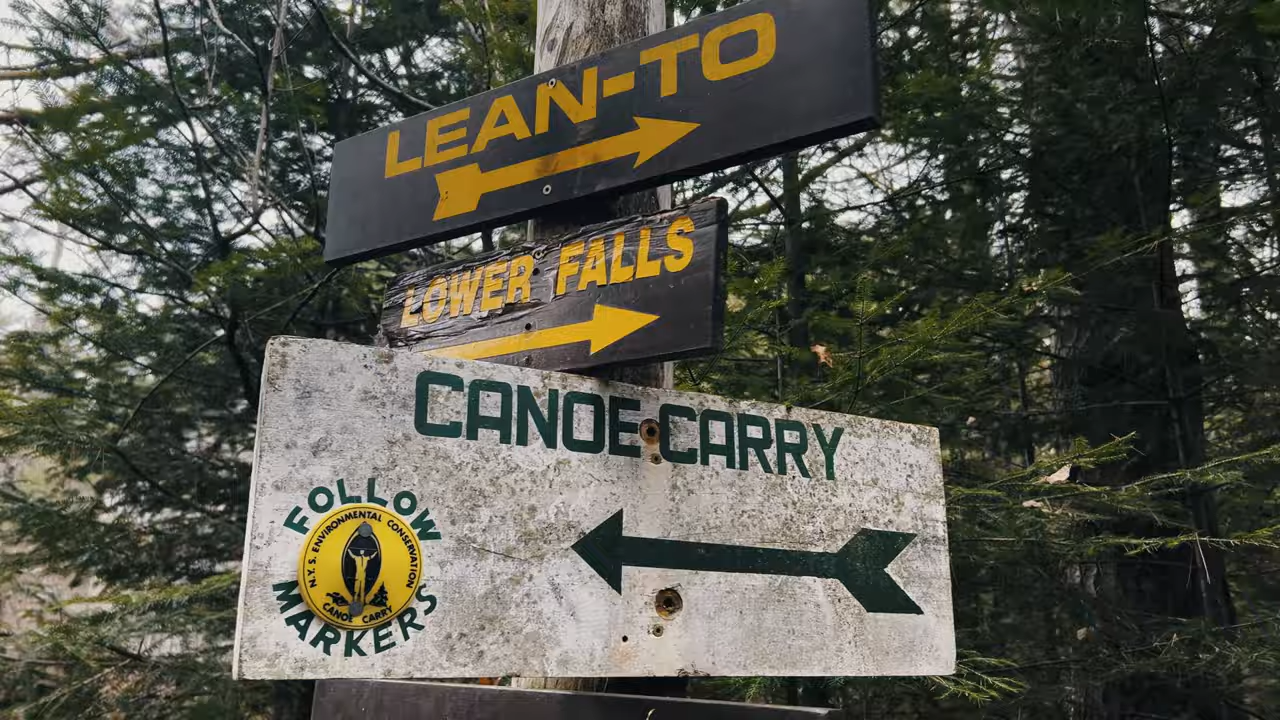 LEAN-TO
LOWER FALLS
CANOE CARRY
FOLLOW
N.Y.S. ENVIRONMENTAL CONSERVATION
CANOE CARRY
MARKERS